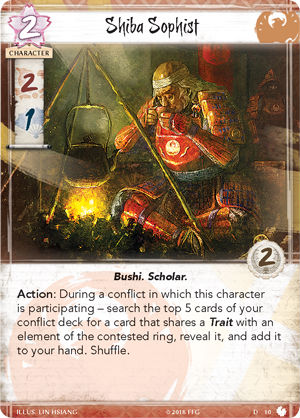 2
Shiba Sophist
CHARACTER
2
1
2
Bushi. Scholar.
Action: During a conflict in which this character
is participating – search the top 5 cards of your
conflict deck for a card that shares a Trait with an
element of the contested ring, reveal it, and add it
to your hand. Shuffle.
ILLUS. LIN HSIANG
© 2018 FFG
D 10